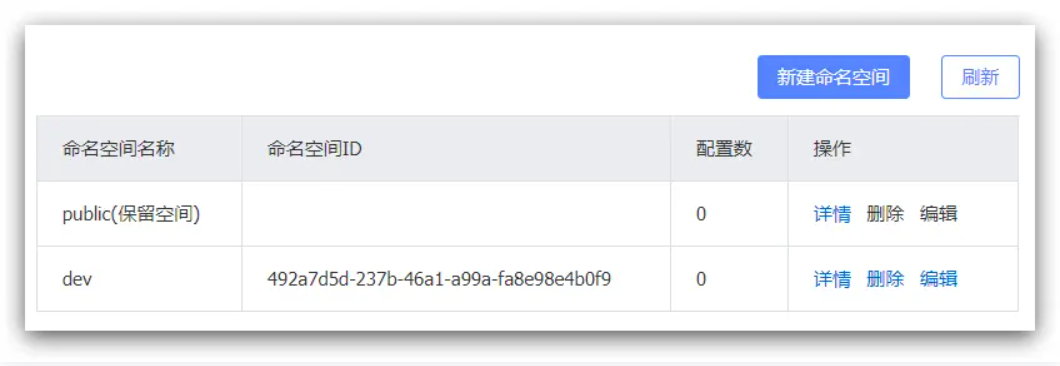 新建命名空间 刷新
命名空间名称 命名空间ID 配置数 操作
public(保留空间) 0 详情 删除 编辑
dev 492a7d5d-237b-46a1-a99a-fa8e98e4b0f9 0 详情 删除 编辑